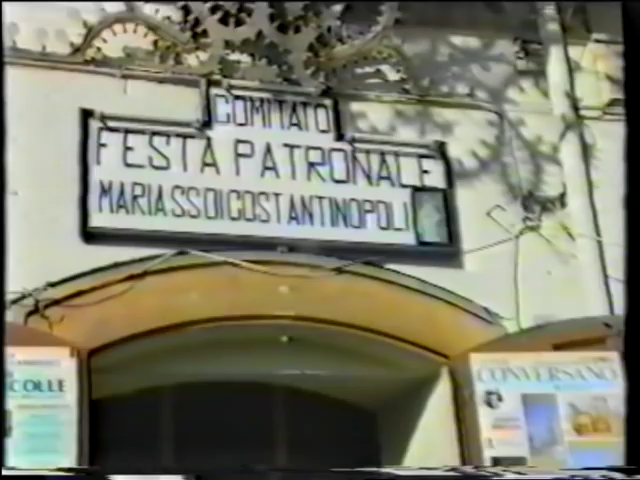 COMITATO
FESTA PATRONALE
MARIA SS DI COSTANTINOPOLI
COLLE
CONVERSANO